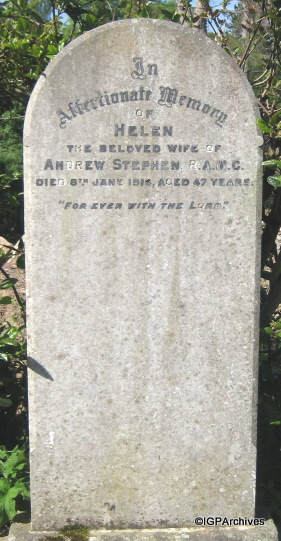 In
Affectionate Memory
OF
HELEN
THE BELOVED WIFE OF
ANDREW STEPHEN R.A.M.C.
DIED 8TH JANY 1914, AGED 47 YEARS.
"FOR EVER WITH THE LORD."
©IGPArchives